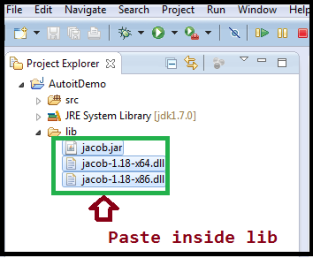 File Edit Navigate Search Project Run Window Help
Project Explorer
AutoitDemo
src
JRE System Library [jdk1.7.0]
lib
jacob.jar
jacob-1.18-x64.dll
jacob-1.18-x86.dll
Paste inside lib